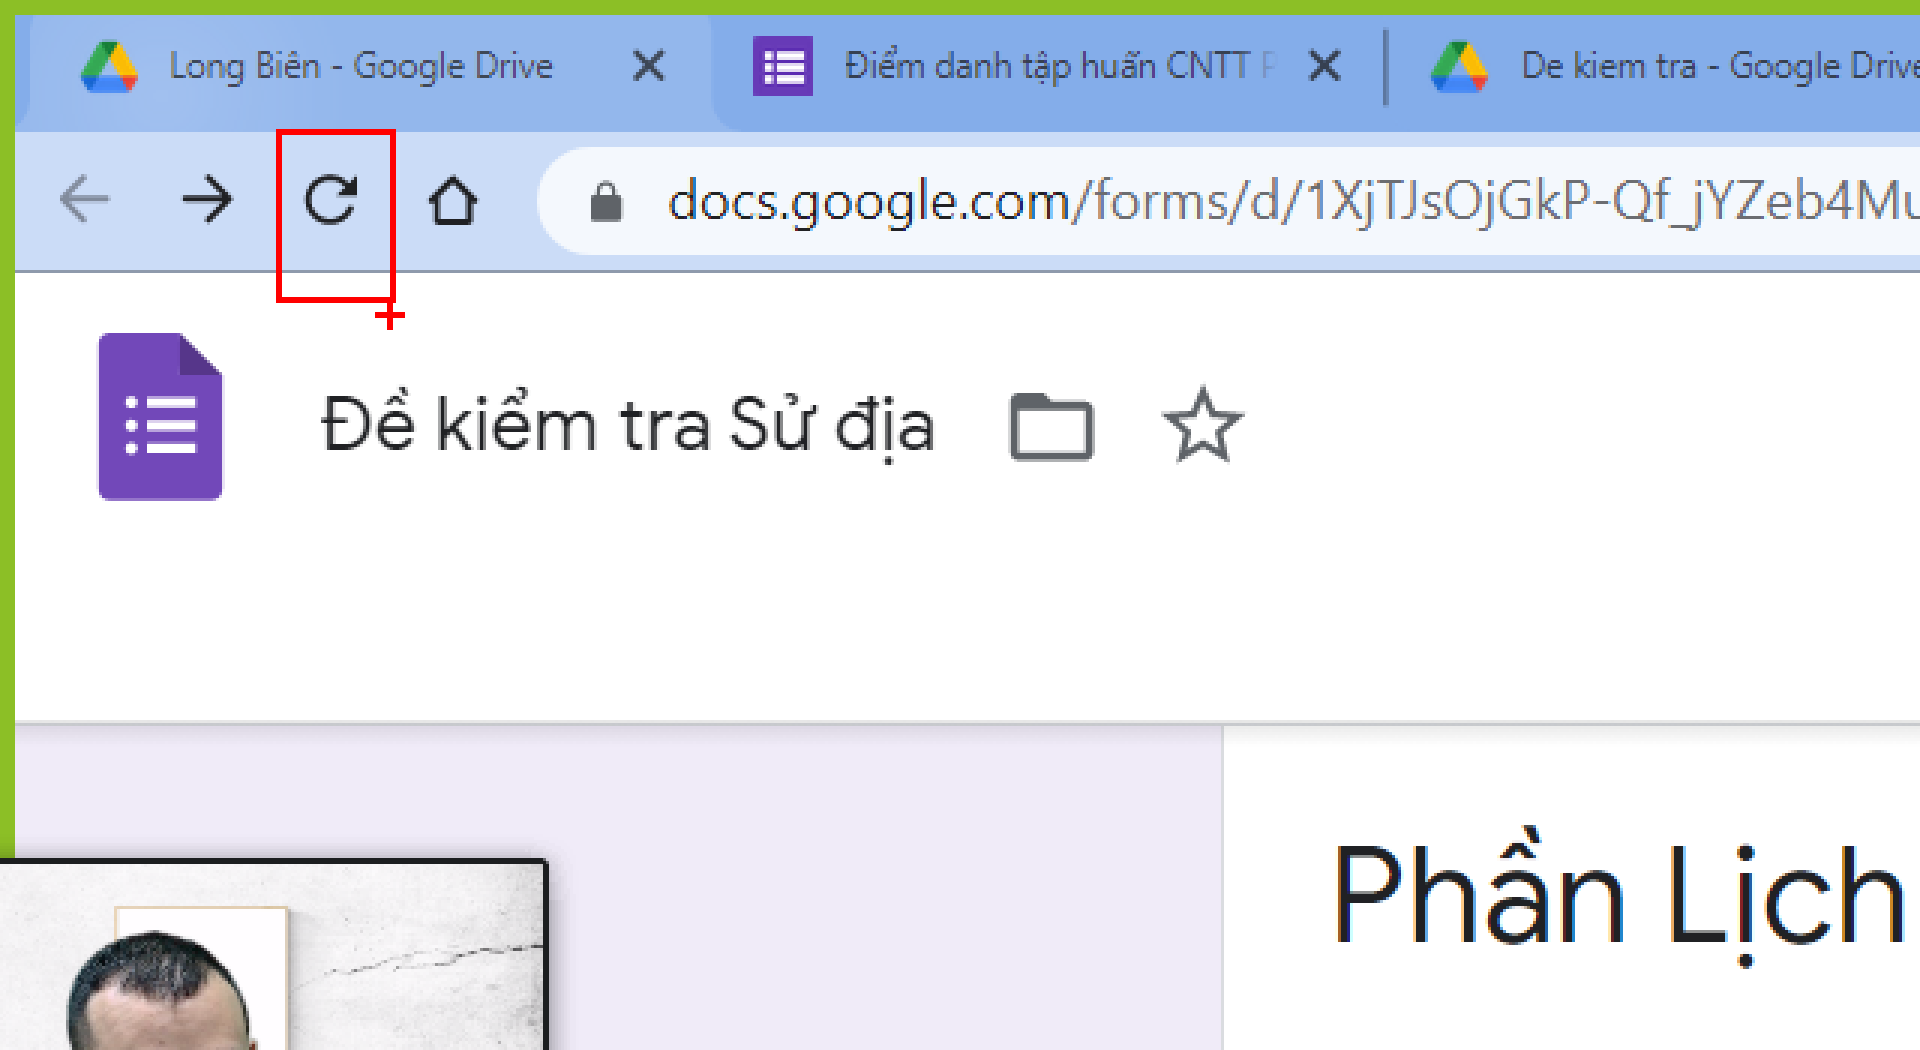 Long Biên - Google Drive
Điểm danh tập huấn CNTT P
De kiem tra - Google Drive
docs.google.com/forms/d/1XjTJsOjGkP-Qf_jYZeb4Mu
Đề kiểm tra Sử địa
Phần Lịch